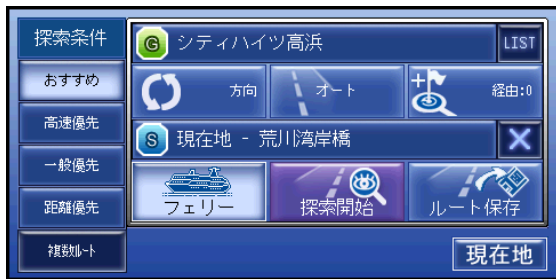 探索条件
G シティハイツ高浜 LIST
おすすめ
方向 オート 経由:0
高速優先
S 現在地 - 荒川湾岸橋 X
一般優先
フェリー 探索開始 ルート保存
距離優先
複数ルート
現在地